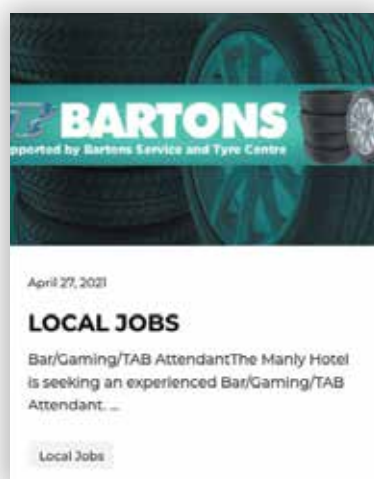 BARTONS
Supported by Bartons Service and Tyre Centre
April 27, 2021
LOCAL JOBS
Bar/Gaming/TAB AttendantThe Manly Hotel
is seeking an experienced Bar/Gaming/TAB
Attendant. ...
Local Jobs